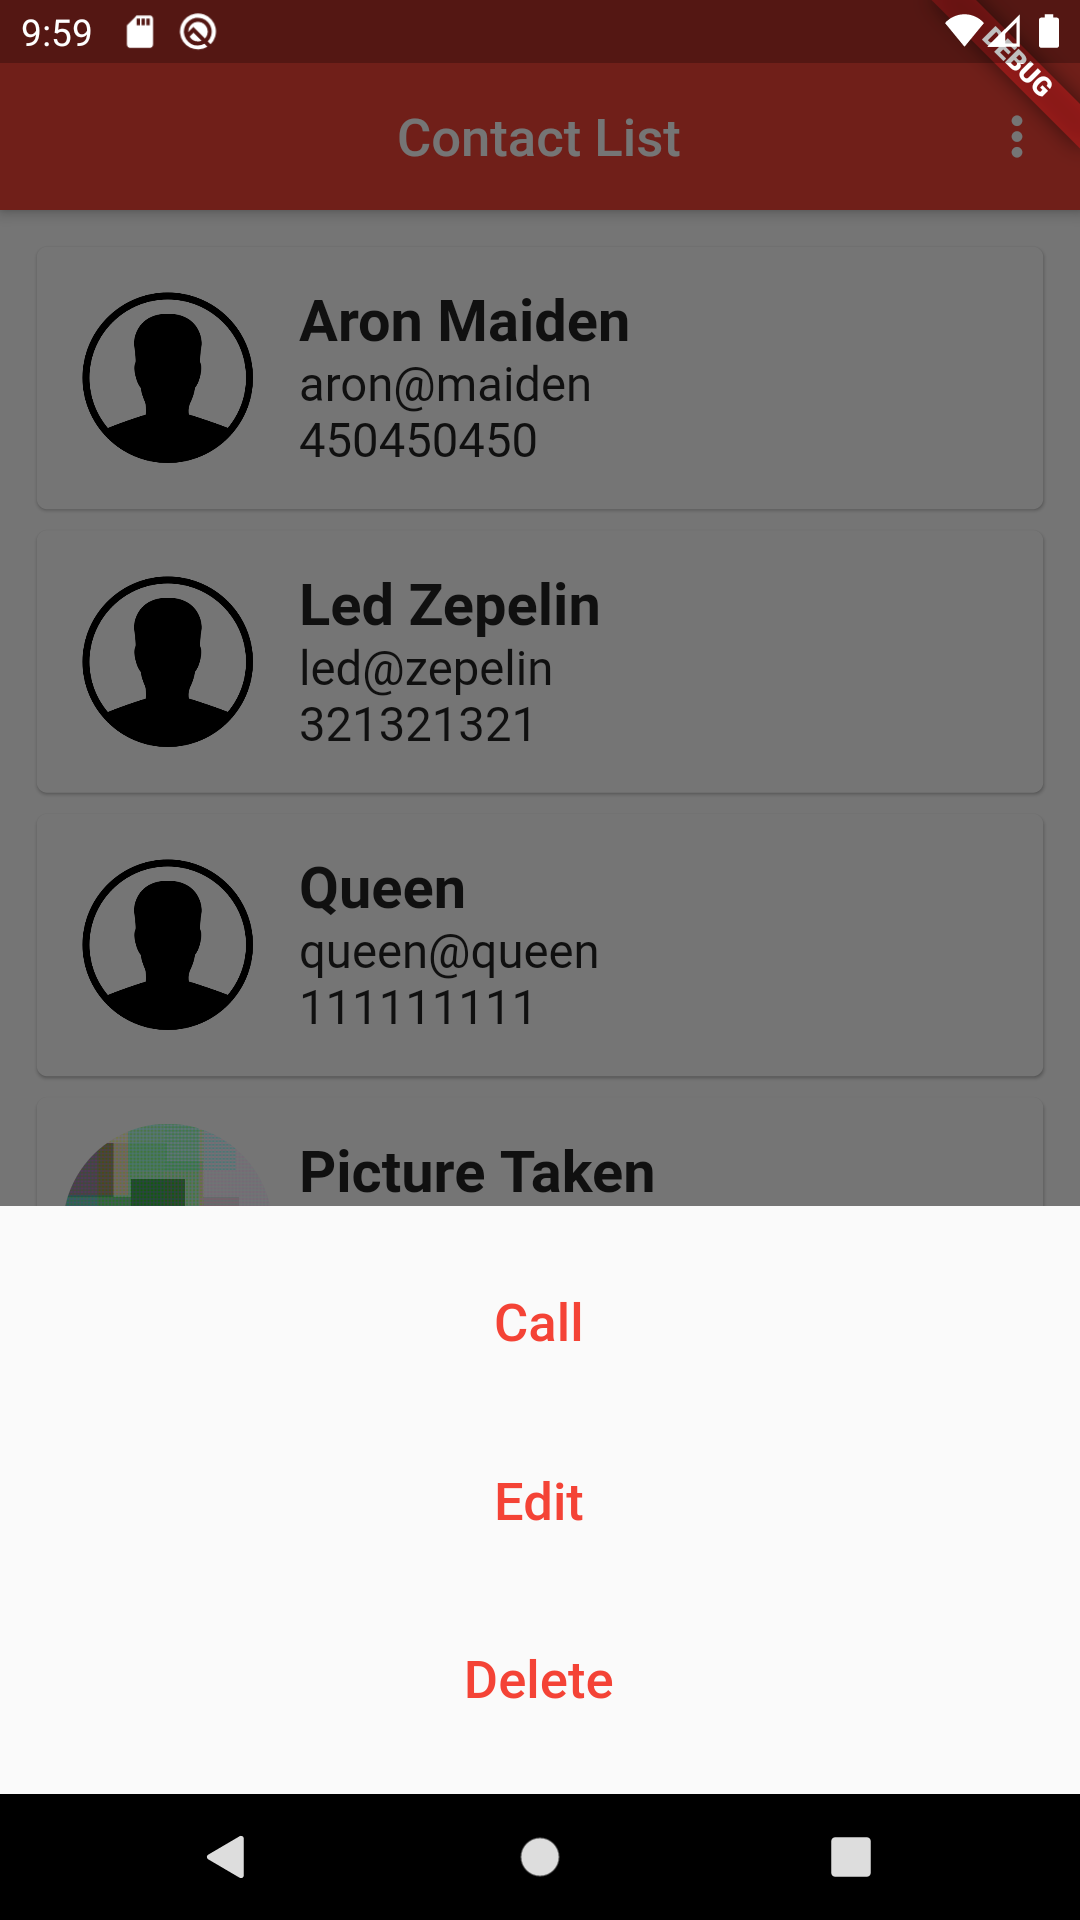 9:59
DEBUG
Contact List
Aron Maiden
aron@maiden
450450450
Led Zepelin
led@zepelin
321321321
Queen
queen@queen
111111111
Picture Taken
Call
Edit
Delete